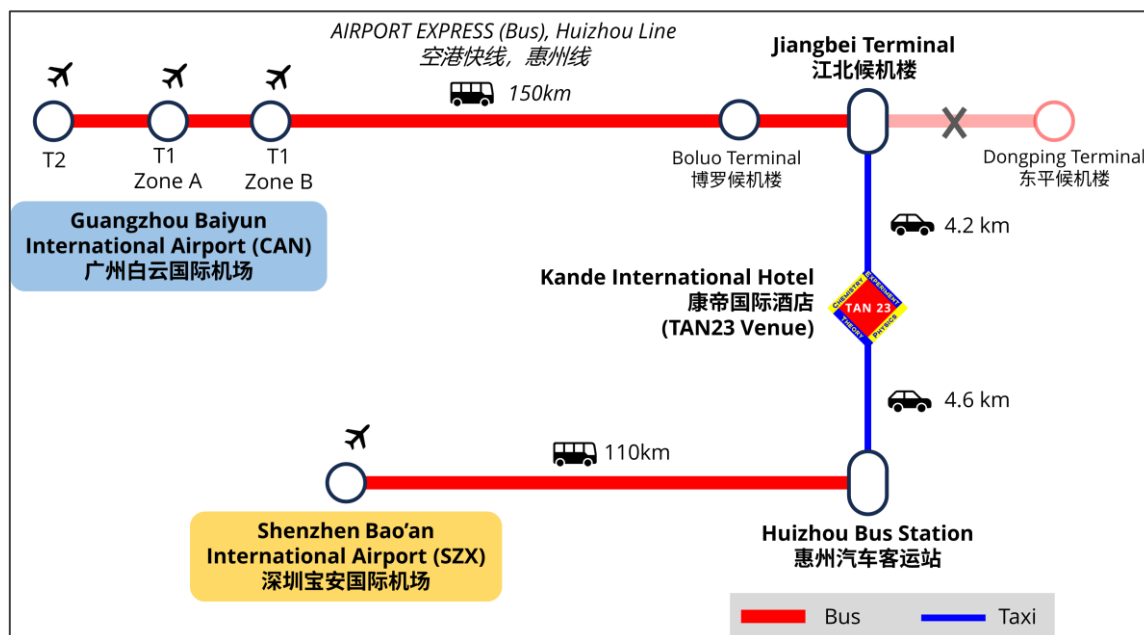 AIRPORT EXPRESS (Bus), Huizhou Line
空港快线，惠州线
150km
Jiangbei Terminal
江北候机楼
T2
T1
Zone A
T1
Zone B
Boluo Terminal
博罗候机楼
Dongping Terminal
东平候机楼
Guangzhou Baiyun
International Airport (CAN)
广州白云国际机场
4.2 km
Kande International Hotel
康帝国际酒店
(TAN23 Venue)
CHEMISTRY
EXPERIMENT
TAN 23
THEORY
PHYSICS
4.6 km
110km
Shenzhen Bao’an
International Airport (SZX)
深圳宝安国际机场
Huizhou Bus Station
惠州汽车客运站
Bus
Taxi